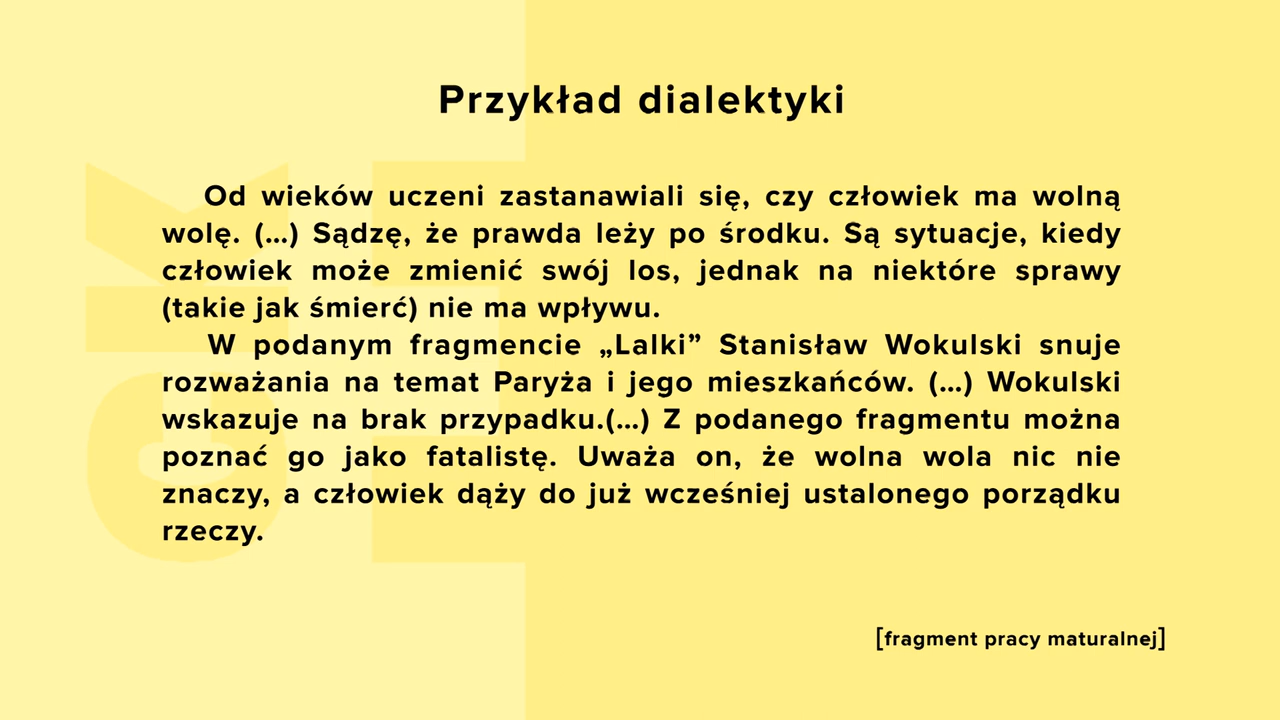 Przykład dialektyki
Od wieków uczeni zastanawiali się, czy człowiek ma wolną
wolę. (...) Sądzę, że prawda leży po środku. Są sytuacje, kiedy
człowiek może zmienić swój los, jednak na niektóre sprawy
(takie jak śmierć) nie ma wpływu.
W podanym fragmencie „Lalki” Stanisław Wokulski snuje
rozważania na temat Paryża i jego mieszkańców. (...) Wokulski
wskazuje na brak przypadku.(...) Z podanego fragmentu można
poznać go jako fatalistę. Uważa on, że wolna wola nic nie
znaczy, a człowiek dąży do już wcześniej ustalonego porządku
rzeczy.
[fragment pracy maturalnej]